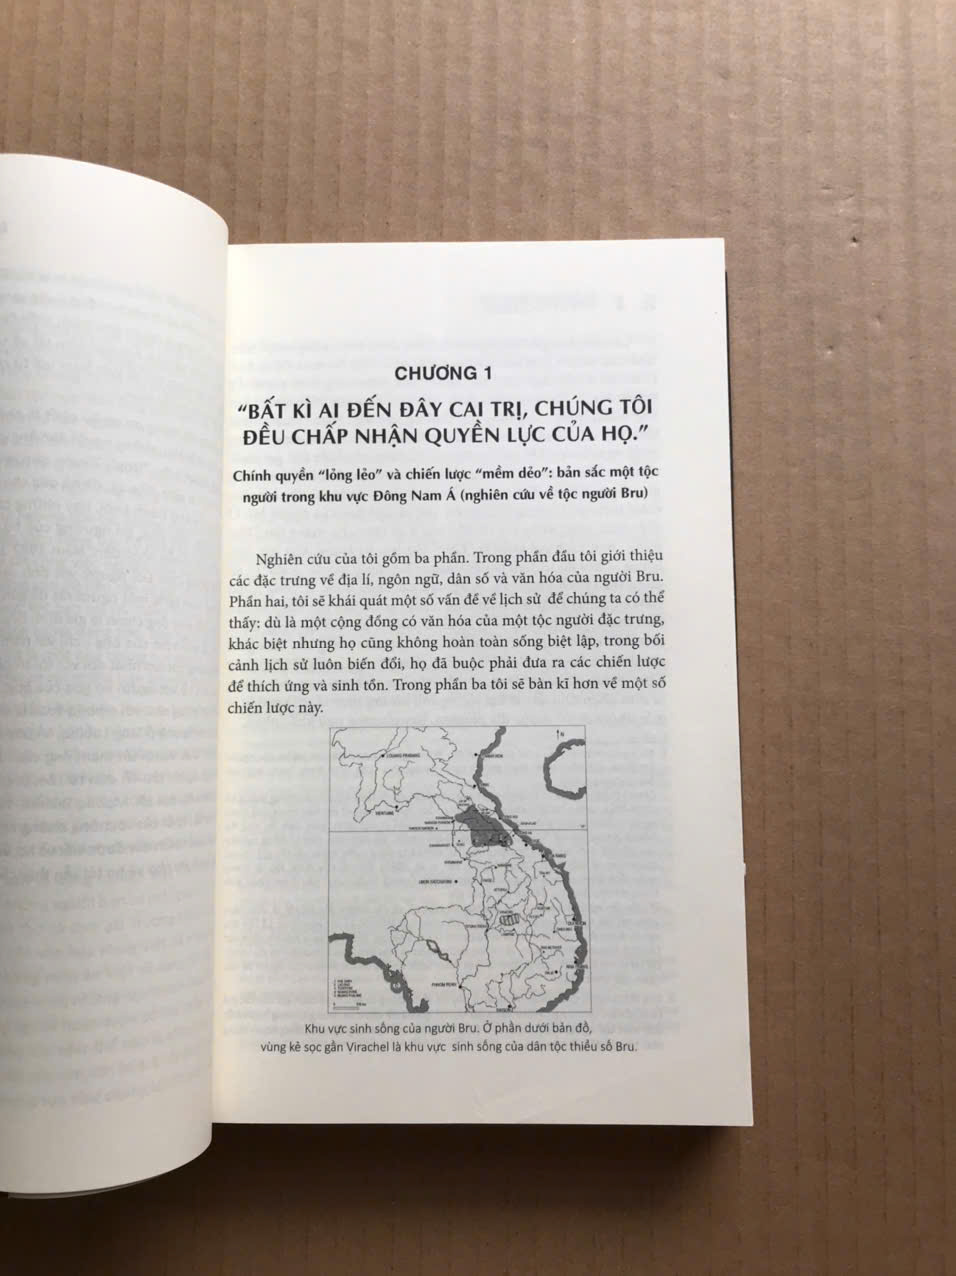 CHƯƠNG 1
“BẤT KÌ AI ĐẾN ĐÂY CAI TRỊ, CHÚNG TÔI
ĐỀU CHẤP NHẬN QUYỀN LỰC CỦA HỌ.”
Chính quyền “lỏng lẻo” và chiến lược “mềm dẻo”: bản sắc một tộc
người trong khu vực Đông Nam Á (nghiên cứu về tộc người Bru)
Nghiên cứu của tôi gồm ba phần. Trong phần đầu tôi giới thiệu
các đặc trưng về địa lí, ngôn ngữ, dân số và văn hóa của người Bru.
Phần hai, tôi sẽ khái quát một số vấn đề về lịch sử để chúng ta có thể
thấy: dù là một cộng đồng có văn hóa của một tộc người đặc trưng,
khác biệt nhưng họ cũng không hoàn toàn sống biệt lập, trong bối
cảnh lịch sử luôn biến đổi, họ đã buộc phải đưa ra các chiến lược
để thích ứng và sinh tồn. Trong phần ba tôi sẽ bàn kĩ hơn về một số
chiến lược này.
N
LOUANG PRABANG
VIENTIANE
PHNOM PENH
Khu vực sinh sống của người Bru. Ở phần dưới bản đồ,
vùng kẻ sọc gần Virachel là khu vực sinh sống của dân tộc thiểu số Bru.